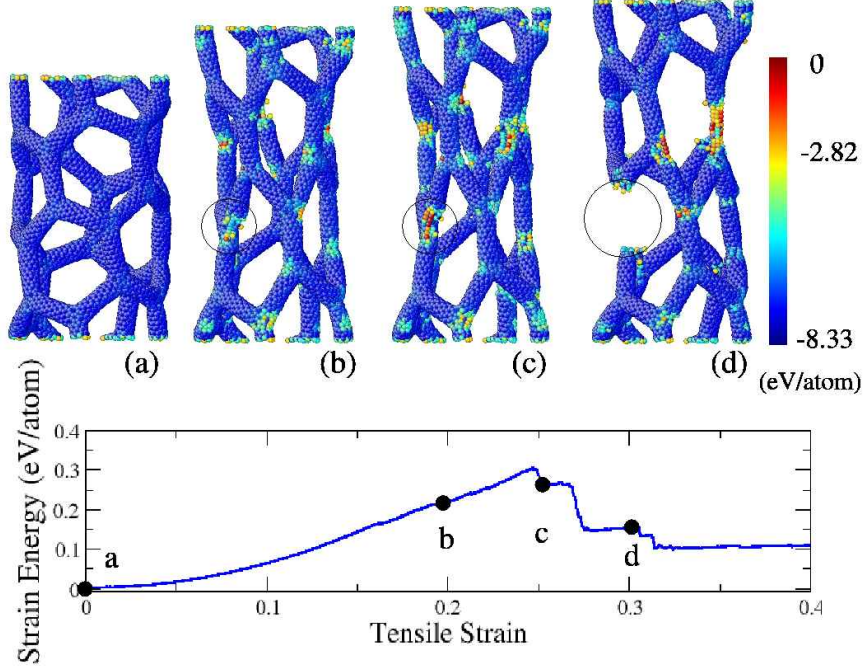 0
-2.82
-8.33
(a) (b) (c) (d)
(eV/atom)
Strain Energy (eV/atom)
0.4
0.3
0.2
0.1
0
a
b
c
d
0 0.1 0.2 0.3 0.4
Tensile Strain